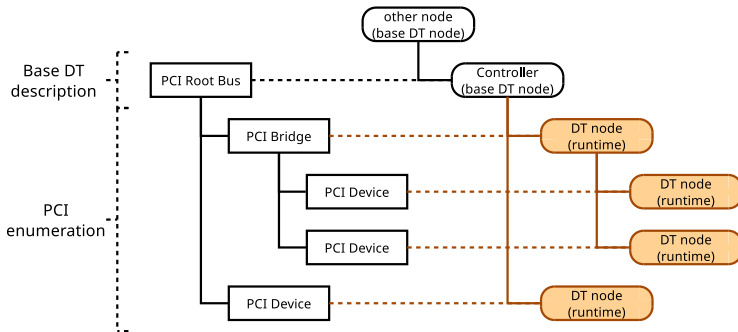 other node
(base DT node)
Base DT
description
PCI Root Bus
Controller
(base DT node)
PCI Bridge
DT node
(runtime)
PCI Device
DT node
(runtime)
PCI
enumeration
PCI Device
DT node
(runtime)
PCI Device
DT node
(runtime)